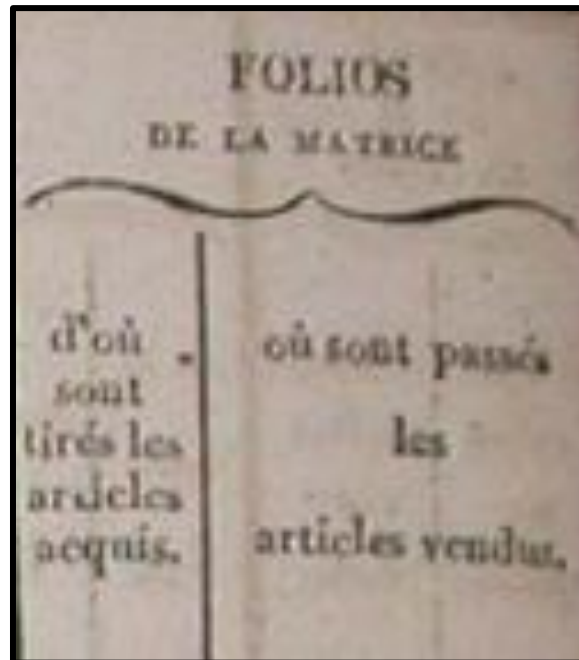 FOLIOS
DE LA MATRICE
d'où
sont
tirés les
articles
acquis.
où sont passés
les
articles vendus.